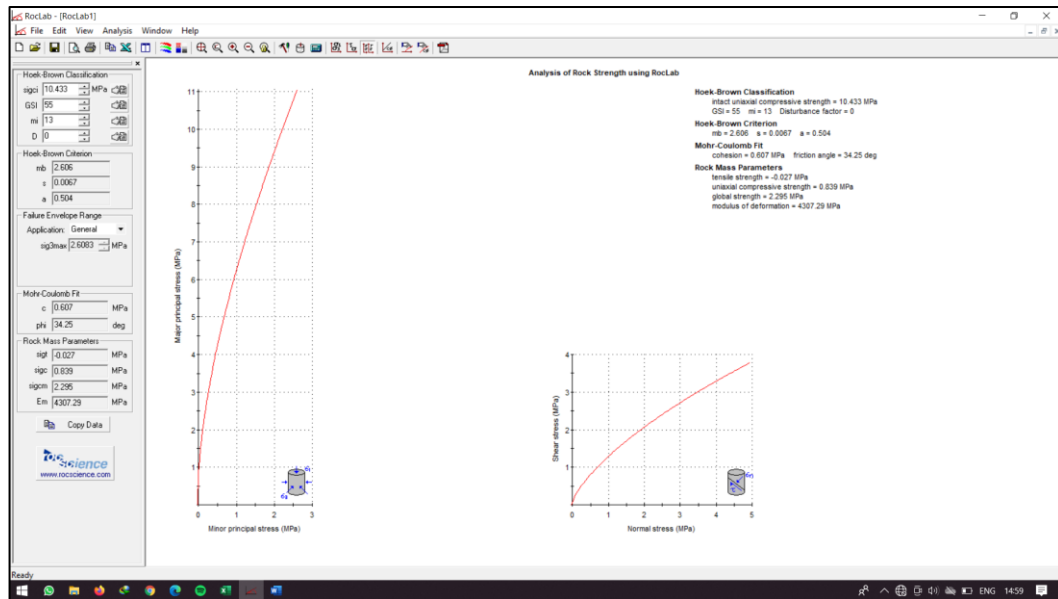 RocLab - [RocLab1]
File Edit View Analysis Window Help
Hoek-Brown Classification
sigci 10.433 MPa
GSI 55
mi 13
D 0
Hoek-Brown Criterion
mb 2.606
s 0.0067
a 0.504
Failure Envelope Range
Application: General
sig3max 2.6083 MPa
Mohr-Coulomb Fit
c 0.607 MPa
phi 34.25 deg
Rock Mass Parameters
sigt -0.027 MPa
sigc 0.839 MPa
sigcm 2.295 MPa
Em 4307.29 MPa
Copy Data
rocscience
www.rocscience.com
Analysis of Rock Strength using RocLab
Hoek-Brown Classification
intact uniaxial compressive strength = 10.433 MPa
GSI = 55 mi = 13 Disturbance factor = 0
Hoek-Brown Criterion
mb = 2.606 s = 0.0067 a = 0.504
Mohr-Coulomb Fit
cohesion = 0.607 MPa friction angle = 34.25 deg
Rock Mass Parameters
tensile strength = -0.027 MPa
uniaxial compressive strength = 0.839 MPa
global strength = 2.295 MPa
modulus of deformation = 4307.29 MPa
11
10
9
8
7
6
5
4
3
2
1
Major principal stress (MPa)
0 1 2 3
Minor principal stress (MPa)
σ1
σ3
4
3
2
1
Shear stress (MPa)
0 1 2 3 4 5
Normal stress (MPa)
σn
τ
Ready
ENG 14:59